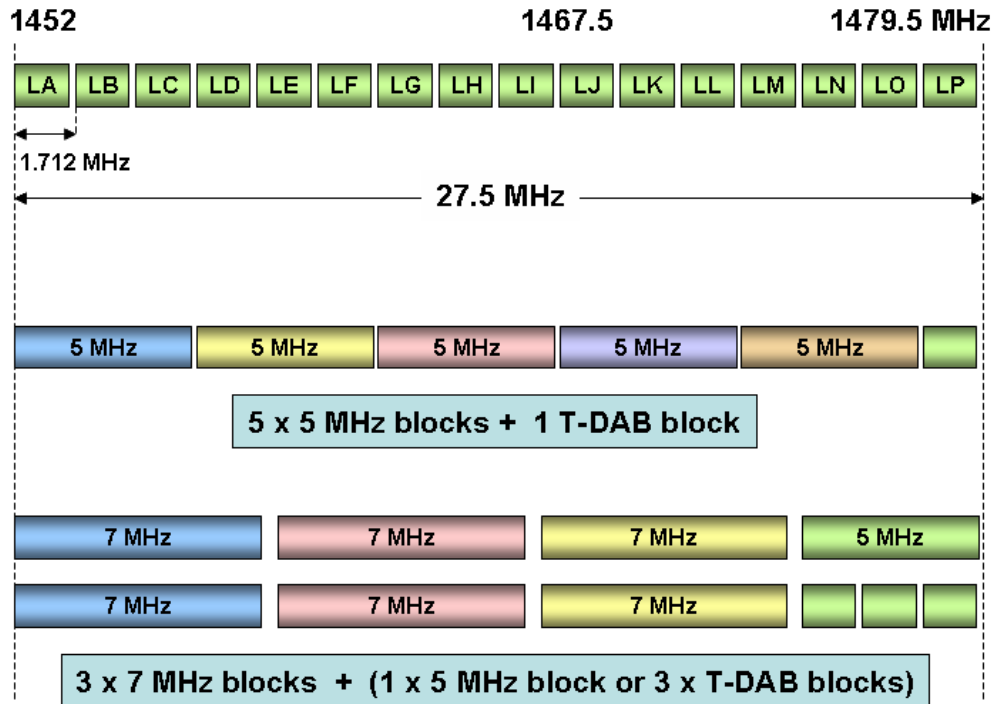 1452 1467.5 1479.5 MHz
LA LB LC LD LE LF LG LH LI LJ LK LL LM LN LO LP
1.712 MHz
27.5 MHz
5 MHz 5 MHz 5 MHz 5 MHz 5 MHz
5 x 5 MHz blocks + 1 T-DAB block
7 MHz 7 MHz 7 MHz 5 MHz
7 MHz 7 MHz 7 MHz
3 x 7 MHz blocks + (1 x 5 MHz block or 3 x T-DAB blocks)